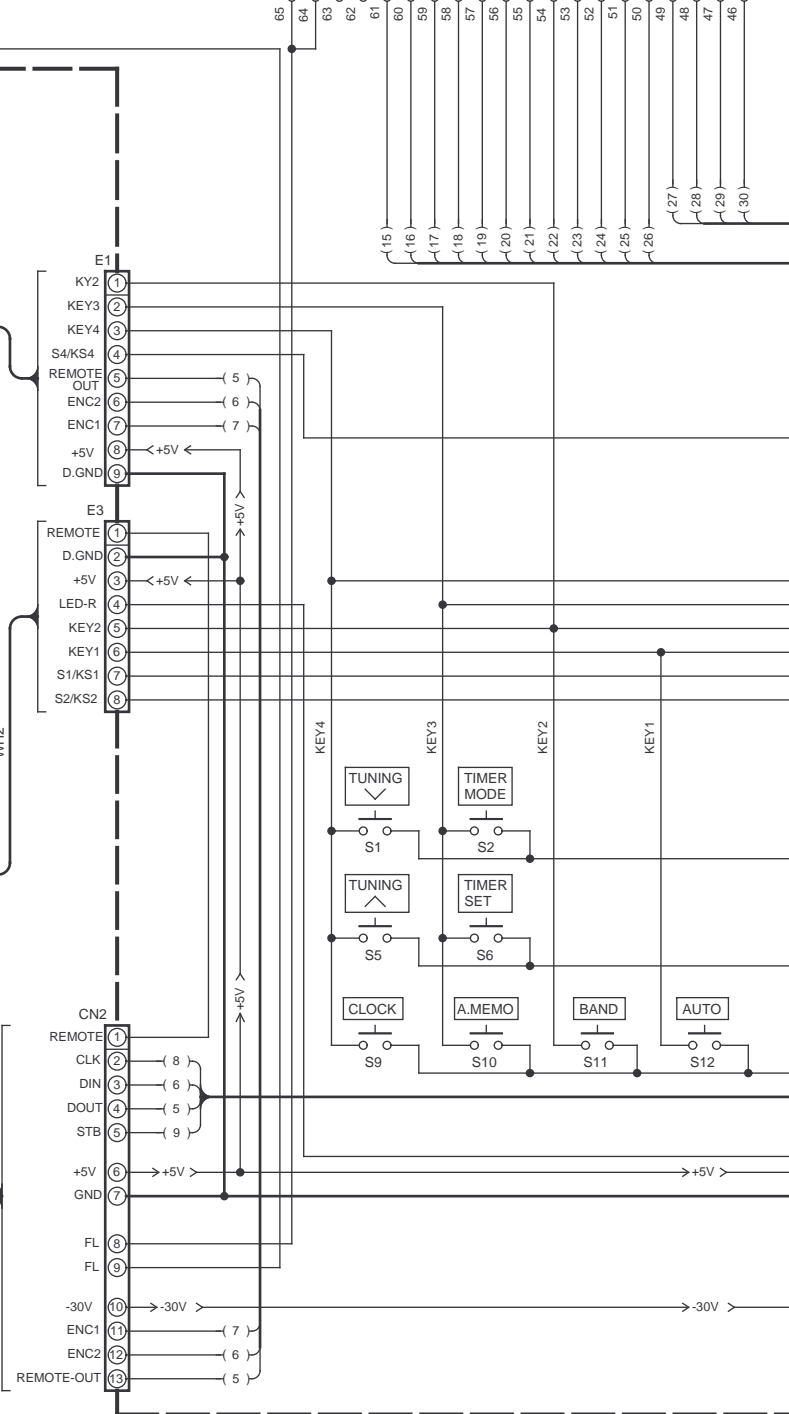 65
64
63
62
61
60
59
58
57
56
55
54
53
52
51
50
49
48
47
46
(15)
(16)
(17)
(18)
(19)
(20)
(21)
(22)
(23)
(24)
(25)
(26)
(27)
(28)
(29)
(30)
E1
KY2 1
KEY3 2
KEY4 3
S4/KS4 4
REMOTE
OUT 5 (5)
ENC2 6 (6)
ENC1 7 (7)
+5V 8 +5V
D.GND 9
+5V
E3
REMOTE 1
D.GND 2
+5V 3 +5V
LED-R 4
KEY2 5
KEY1 6
S1/KS1 7
S2/KS2 8
KEY4
KEY3
KEY2
KEY1
TUNING
S1
TIMER
MODE
S2
TUNING
S5
TIMER
SET
S6
CLOCK
S9
A.MEMO
S10
BAND
S11
AUTO
S12
+5V
CN2
REMOTE 1
CLK 2 (8)
DIN 3 (6)
DOUT 4 (5)
STB 5 (9)
+5V 6 +5V +5V
GND 7
FL 8
FL 9
-30V 10 -30V -30V
ENC1 11 (7)
ENC2 12 (6)
REMOTE-OUT 13 (5)